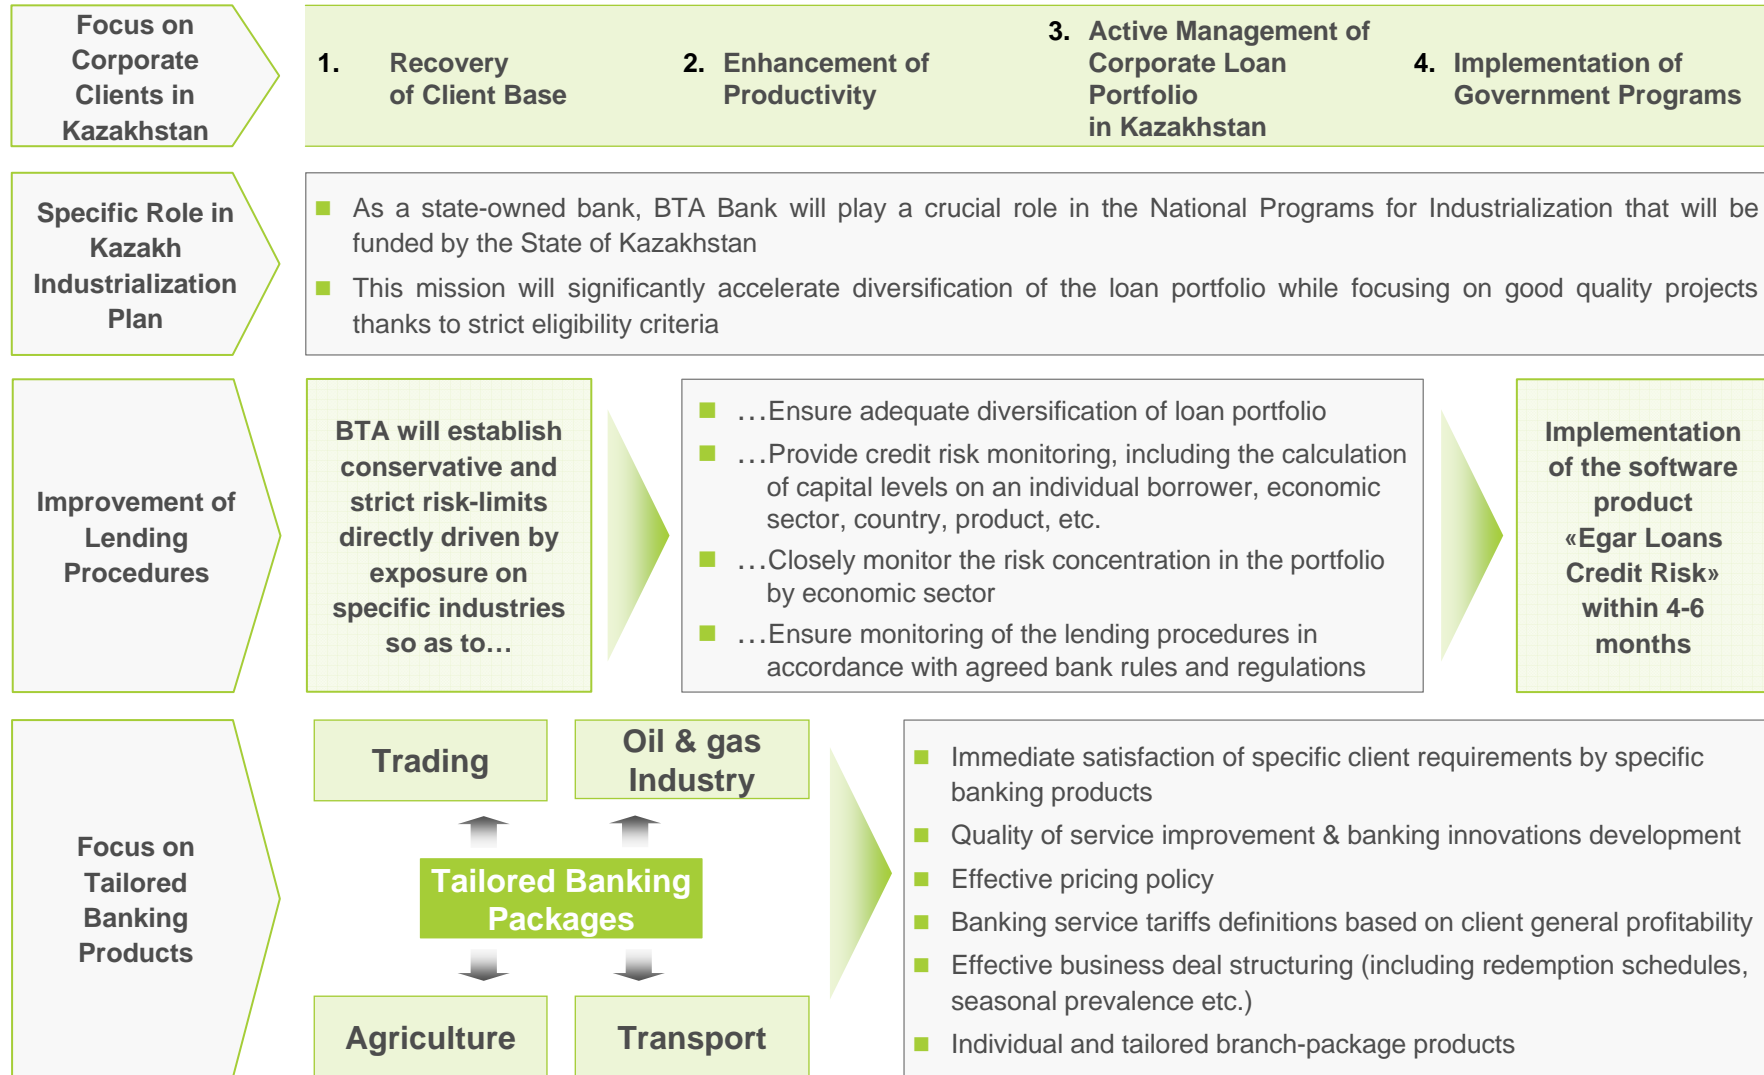 Focus on
Corporate
Clients in
Kazakhstan
1. Recovery
of Client Base
2. Enhancement of
Productivity
3. Active Management of
Corporate Loan
Portfolio
in Kazakhstan
4. Implementation of
Government Programs
Specific Role in
Kazakh
Industrialization
Plan
■ As a state-owned bank, BTA Bank will play a crucial role in the National Programs for Industrialization that will be
funded by the State of Kazakhstan
■ This mission will significantly accelerate diversification of the loan portfolio while focusing on good quality projects
thanks to strict eligibility criteria
Improvement of
Lending
Procedures
BTA will establish
conservative and
strict risk-limits
directly driven by
exposure on
specific industries
so as to…
■ …Ensure adequate diversification of loan portfolio
■ …Provide credit risk monitoring, including the calculation
of capital levels on an individual borrower, economic
sector, country, product, etc.
■ …Closely monitor the risk concentration in the portfolio
by economic sector
■ …Ensure monitoring of the lending procedures in
accordance with agreed bank rules and regulations
Implementation
of the software
product
«Egar Loans
Credit Risk»
within 4-6
months
Focus on
Tailored
Banking
Products
Trading
Oil & gas
Industry
Tailored Banking
Packages
Agriculture
Transport
■ Immediate satisfaction of specific client requirements by specific
banking products
■ Quality of service improvement & banking innovations development
■ Effective pricing policy
■ Banking service tariffs definitions based on client general profitability
■ Effective business deal structuring (including redemption schedules,
seasonal prevalence etc.)
■ Individual and tailored branch-package products